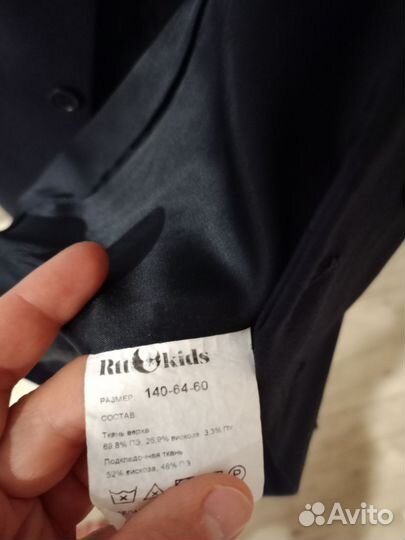 Rit kids
РАЗМЕР 140-64-60
СОСТАВ:
Ткань верха
69,8% ПЭ, 26,9% вискоза, 3,3% ПУ
Подкладочная ткань
52% вискоза, 48% ПЭ
P
Avito